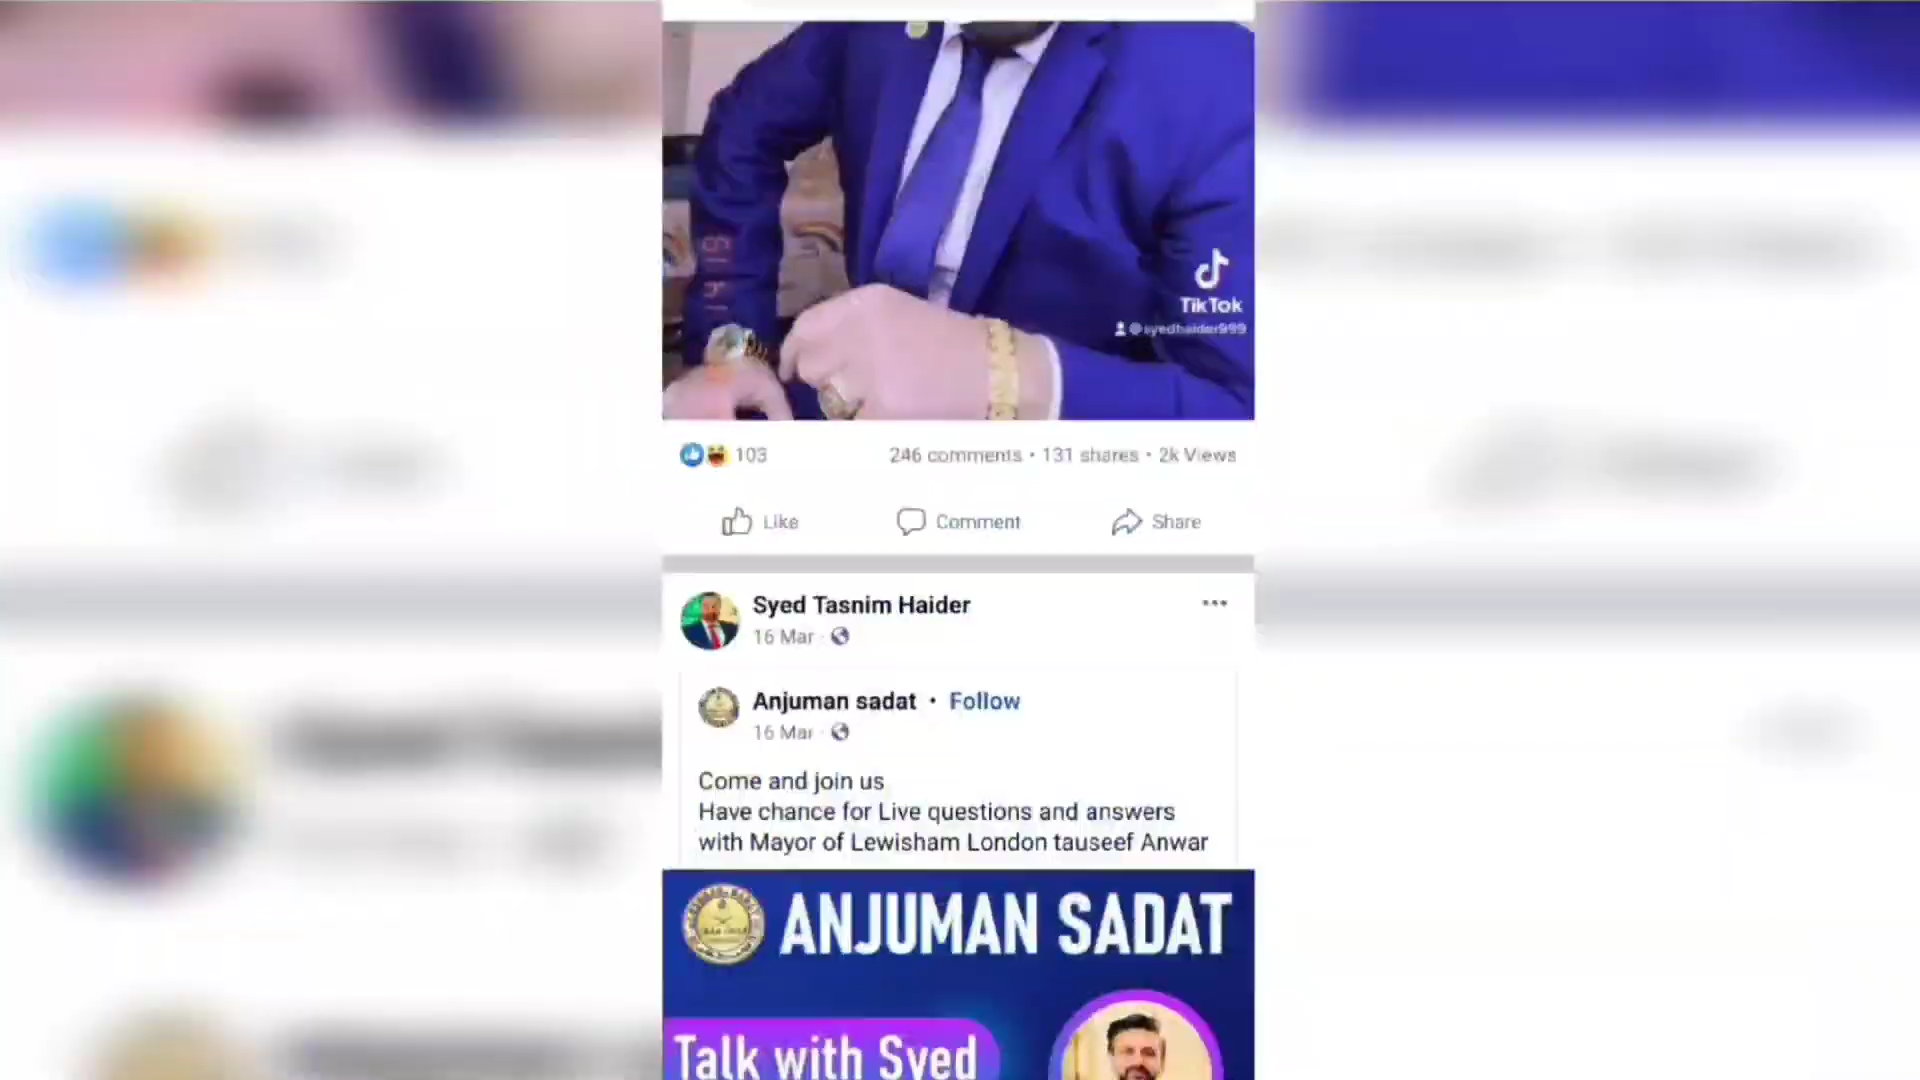 TikTok
@syedhaider999
103
246 comments • 131 shares • 2k Views
Like
Comment
Share
Syed Tasnim Haider
16 Mar
Anjuman sadat • Follow
16 Mar
Come and join us
Have chance for Live questions and answers
with Mayor of Lewisham London tauseef Anwar
ANJUMAN SADAT
Talk with Syed